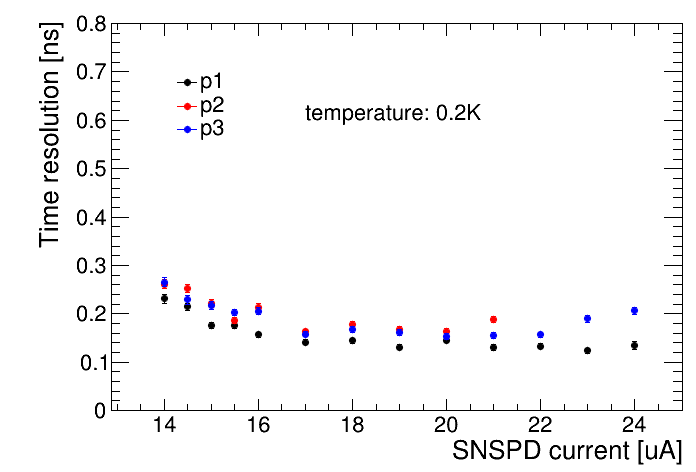 Time resolution [ns]
0.8
0.7
0.6
0.5
0.4
0.3
0.2
0.1
0
p1
p2
p3
temperature: 0.2K
14 16 18 20 22 24
SNSPD current [uA]